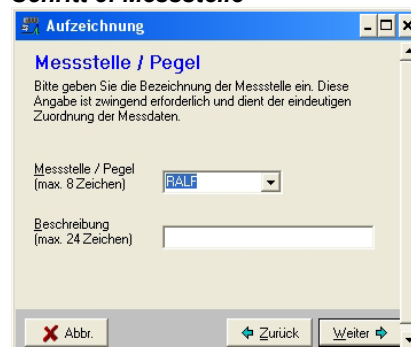 Aufzeichnung
Messstelle / Pegel
Bitte geben Sie die Bezeichnung der Messstelle ein. Diese
Angabe ist zwingend erforderlich und dient der eindeutigen
Zuordnung der Messdaten.
Messstelle / Pegel
(max. 8 Zeichen)
RALF
Beschreibung
(max. 24 Zeichen)
Abbr.
Zurück
Weiter